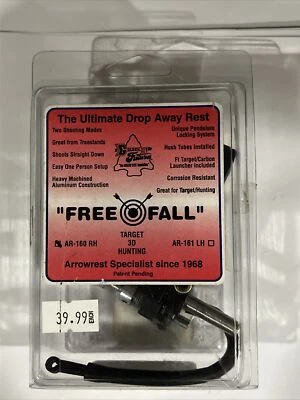 The Ultimate Drop Away Rest
Two Shooting Modes
Great from Treestands
Shoots Straight Down
Easy One Person Setup
Heavy Machined
Aluminum Construction
Unique Pendulum
Locking System
Hush Tubes Installed
Ft Target/Carbon
Launcher Included
Corrosion Resistant
Great for Target/Hunting
"FREE FALL"
AR-160 RH
TARGET
3D
HUNTING
AR-161 LH
Arrowrest Specialist since 1968
Patent Pending
39.99